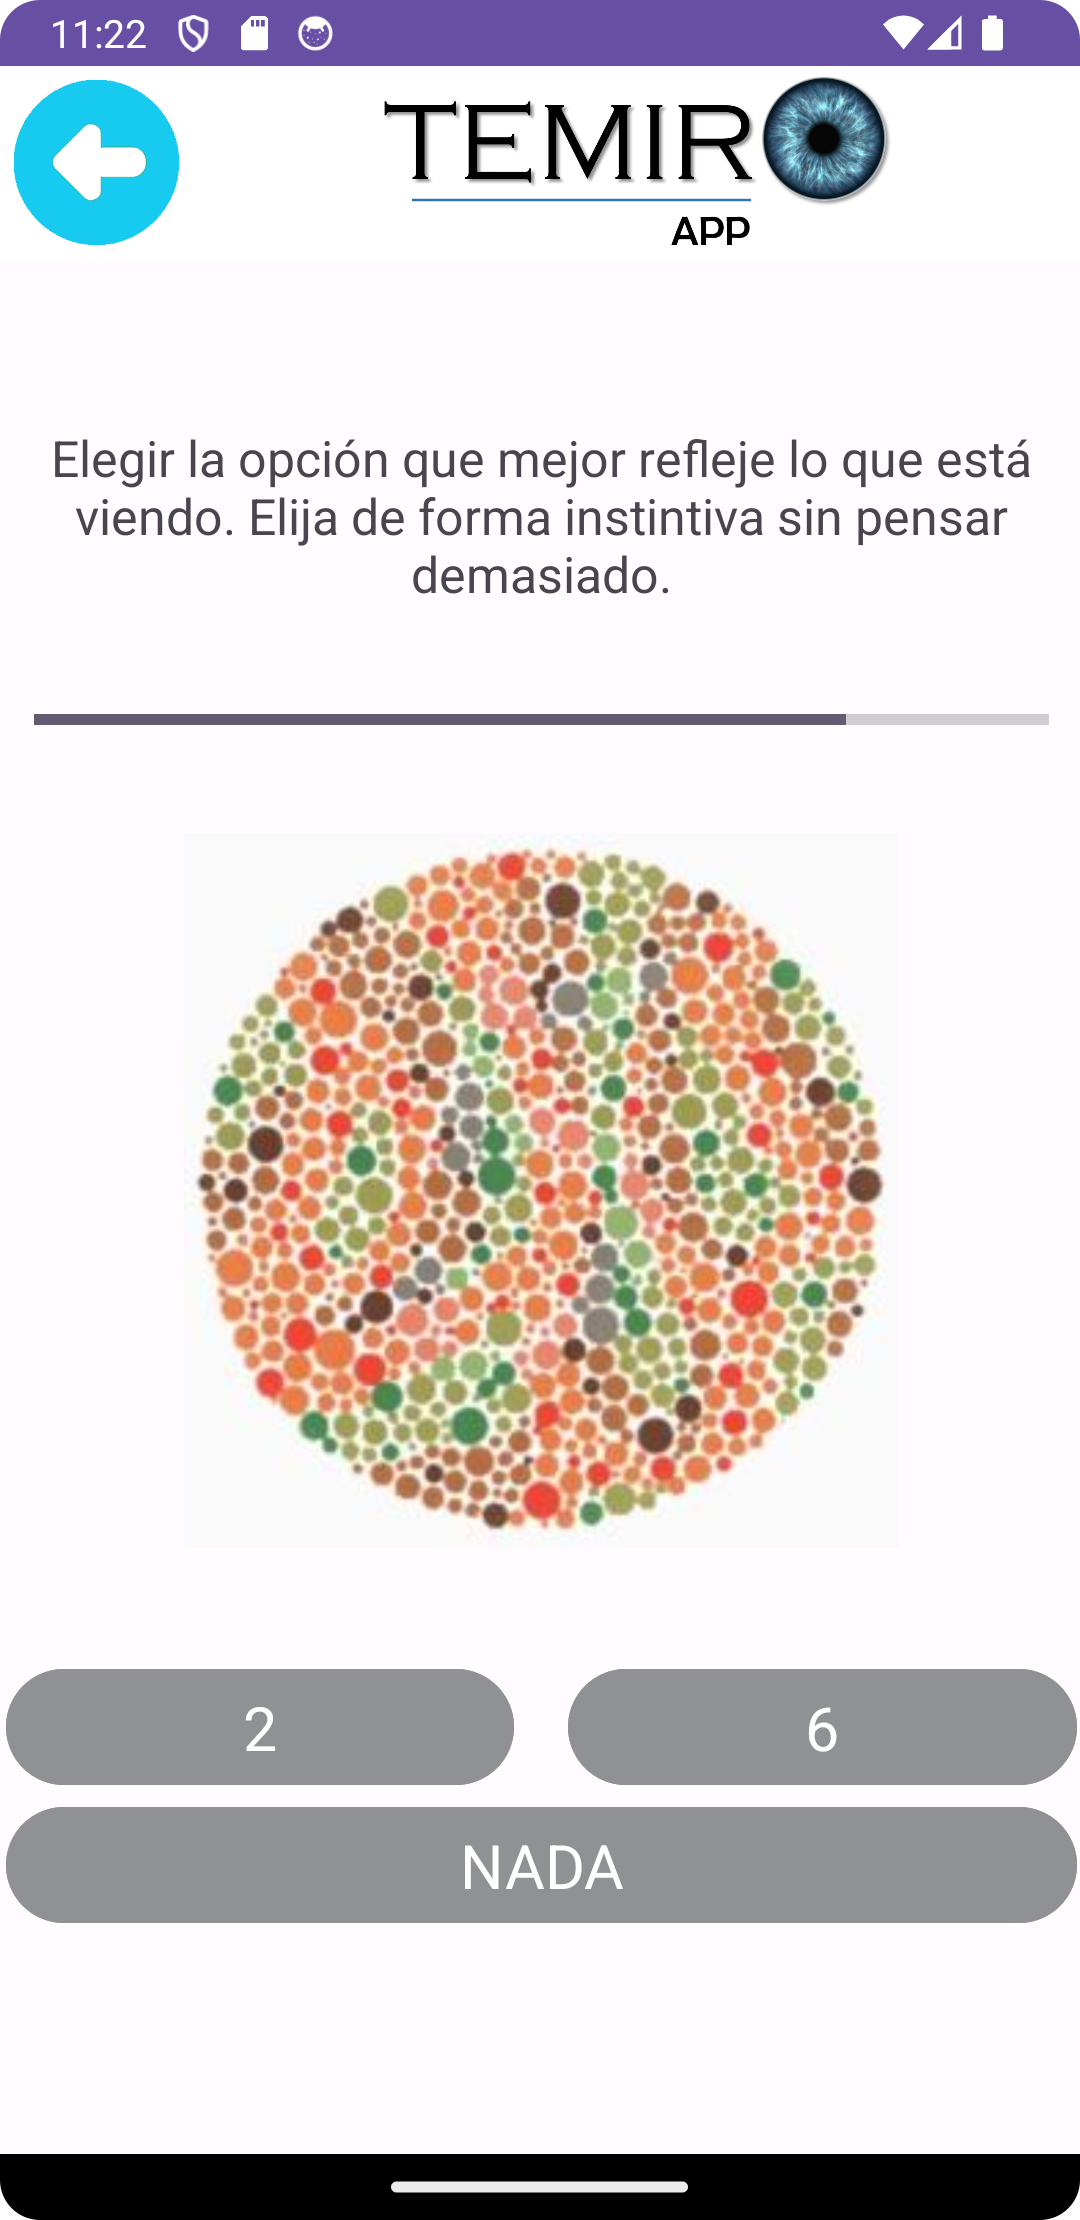 11:22
TEMIR
APP
Elegir la opción que mejor refleje lo que está
viendo. Elija de forma instintiva sin pensar
demasiado.
2
6
NADA